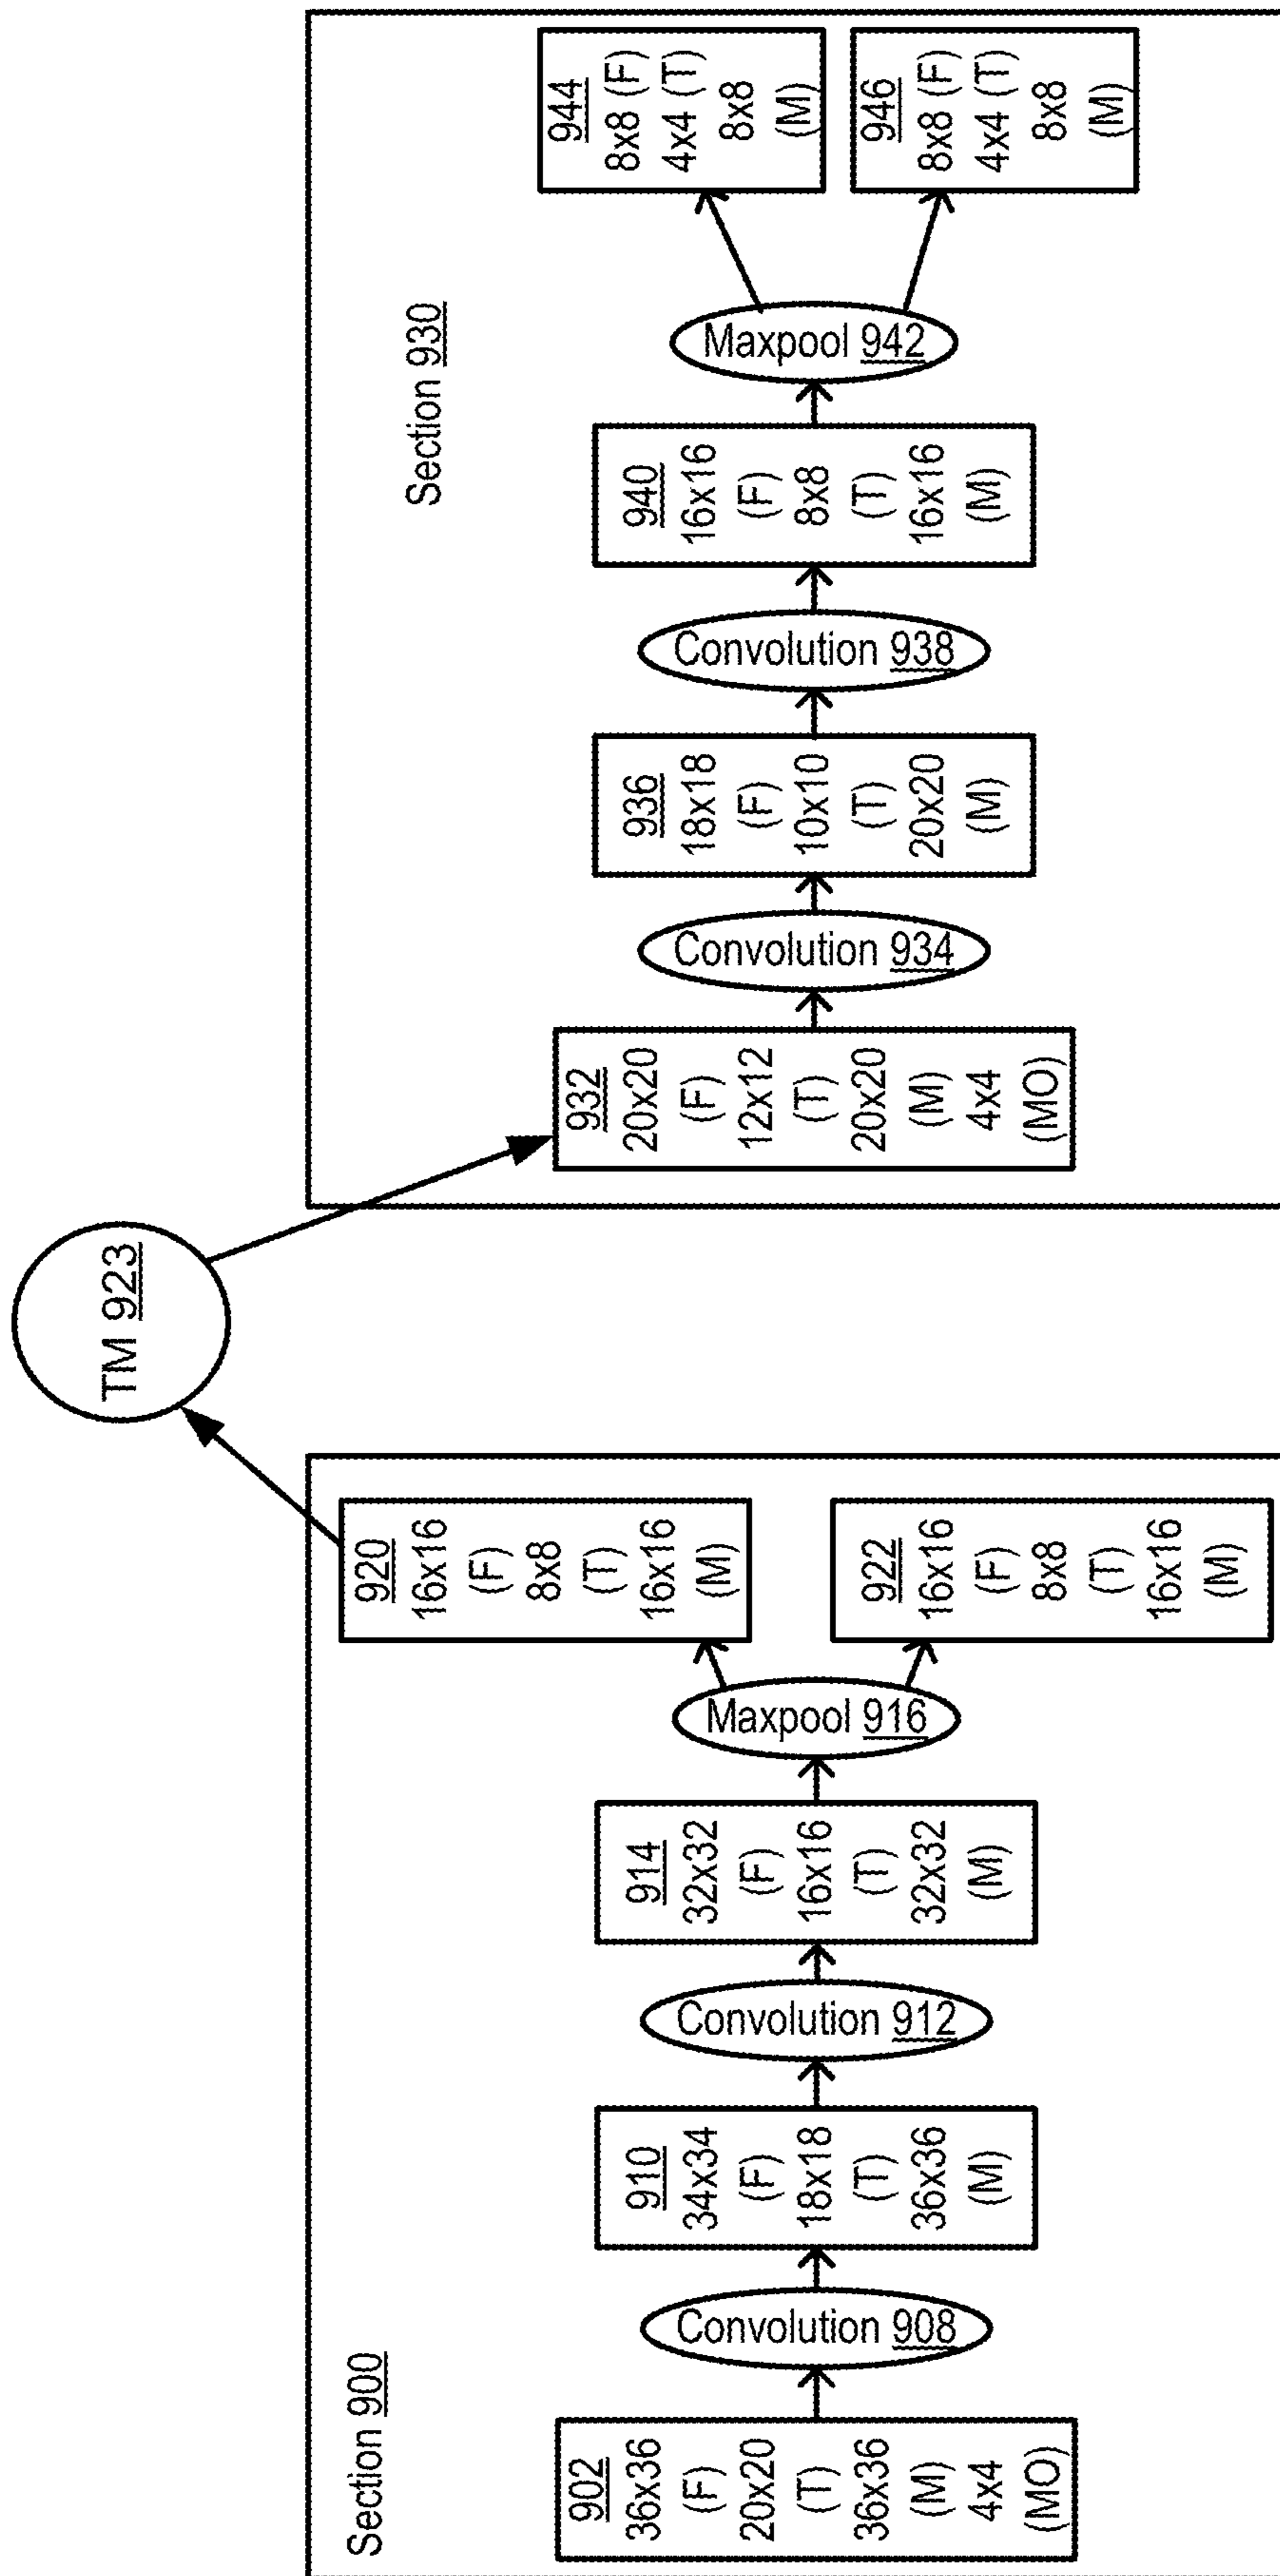 Section 900
902
36x36
(F)
20x20
(T)
36x36
(M)
4x4
(MO)
Convolution 908
910
34x34
(F)
18x18
(T)
36x36
(M)
Convolution 912
914
32x32
(F)
16x16
(T)
32x32
(M)
Maxpool 916
920
16x16
(F)
8x8
(T)
16x16
(M)
922
16x16
(F)
8x8
(T)
16x16
(M)
TM 923
Section 930
932
20x20
(F)
12x12
(T)
20x20
(M)
4x4
(MO)
Convolution 934
936
18x18
(F)
10x10
(T)
20x20
(M)
Convolution 938
940
16x16
(F)
8x8
(T)
16x16
(M)
Maxpool 942
944
8x8 (F)
4x4 (T)
8x8
(M)
946
8x8 (F)
4x4 (T)
8x8
(M)